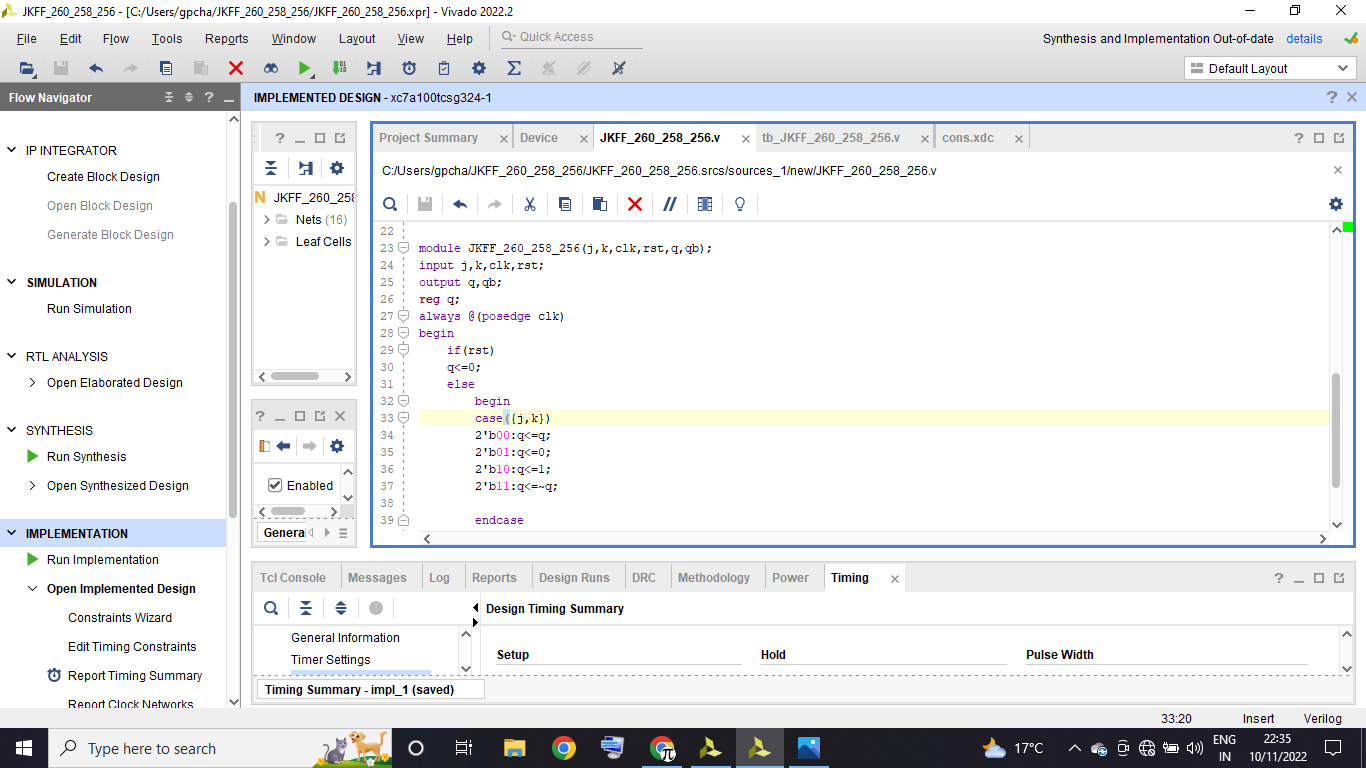 JKFF_260_258_256 - [C:/Users/gpcha/JKFF_260_258_256/JKFF_260_258_256.xpr] - Vivado 2022.2
File Edit Flow Tools Reports Window Layout View Help Quick Access
Synthesis and Implementation Out-of-date details
Default Layout
Flow Navigator
IMPLEMENTED DESIGN - xc7a100tcsg324-1
IP INTEGRATOR
Create Block Design
Open Block Design
Generate Block Design
SIMULATION
Run Simulation
RTL ANALYSIS
Open Elaborated Design
SYNTHESIS
Run Synthesis
Open Synthesized Design
IMPLEMENTATION
Run Implementation
Open Implemented Design
Constraints Wizard
Edit Timing Constraints
Report Timing Summary
Report Clock Networks
N JKFF_260_258
Nets (16)
Leaf Cells
Enabled
General
Project Summary Device JKFF_260_258_256.v tb_JKFF_260_258_256.v cons.xdc
C:/Users/gpcha/JKFF_260_258_256/JKFF_260_258_256.srcs/sources_1/new/JKFF_260_258_256.v
22
23 module JKFF_260_258_256(j,k,clk,rst,q,qb);
24 input j,k,clk,rst;
25 output q,qb;
26 reg q;
27 always @(posedge clk)
28 begin
29 if(rst)
30 q<=0;
31 else
32 begin
33 case({j,k})
34 2'b00:q<=q;
35 2'b01:q<=0;
36 2'b10:q<=1;
37 2'b11:q<=~q;
38
39 endcase
Tcl Console Messages Log Reports Design Runs DRC Methodology Power Timing
Design Timing Summary
General Information
Timer Settings
Setup Hold Pulse Width
Timing Summary - impl_1 (saved)
33:20 Insert Verilog
Type here to search
17°C
ENG
IN
22:35
10/11/2022